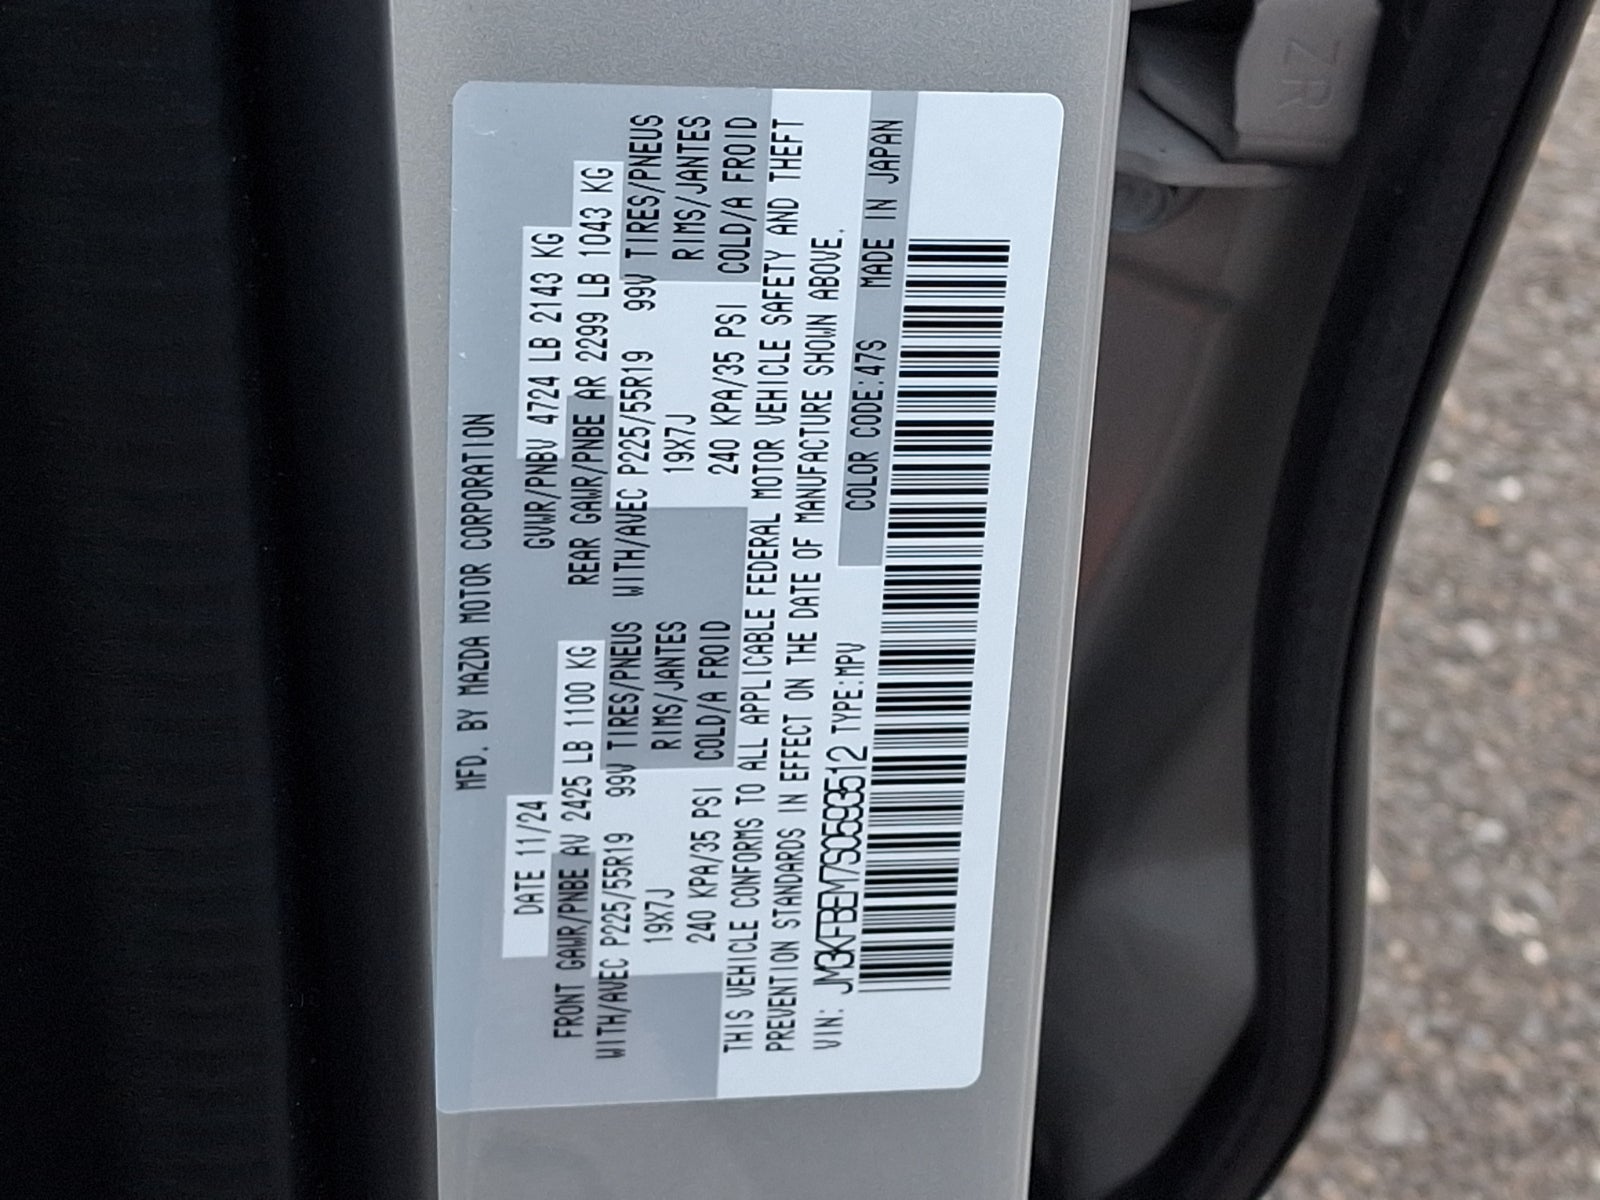 MFD. BY MAZDA MOTOR CORPORATION
DATE 11/24 GVWR/PNBV 4724 LB 2143 KG
FRONT GAWR/PNBE AV 2425 LB 1100 KG REAR GAWR/PNBE AR 2299 LB 1043 KG
WITH/AVEC P225/55R19 99V TIRES/PNEUS WITH/AVEC P225/55R19 99V TIRES/PNEUS
19X7J RIMS/JANTES 19X7J RIMS/JANTES
240 KPA/35 PSI COLD/A FROID 240 KPA/35 PSI COLD/A FROID
THIS VEHICLE CONFORMS TO ALL APPLICABLE FEDERAL MOTOR VEHICLE SAFETY AND THEFT
PREVENTION STANDARDS IN EFFECT ON THE DATE OF MANUFACTURE SHOWN ABOVE.
VIN: JM3KFBEM7S0593512 TYPE:MPV COLOR CODE:47S MADE IN JAPAN
ZR